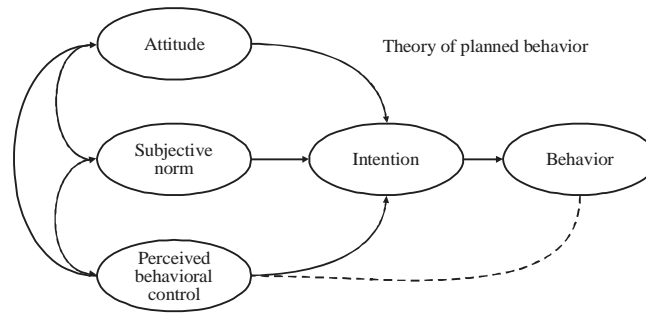 Attitude
Theory of planned behavior
Subjective
norm
Intention
Behavior
Perceived
behavioral
control